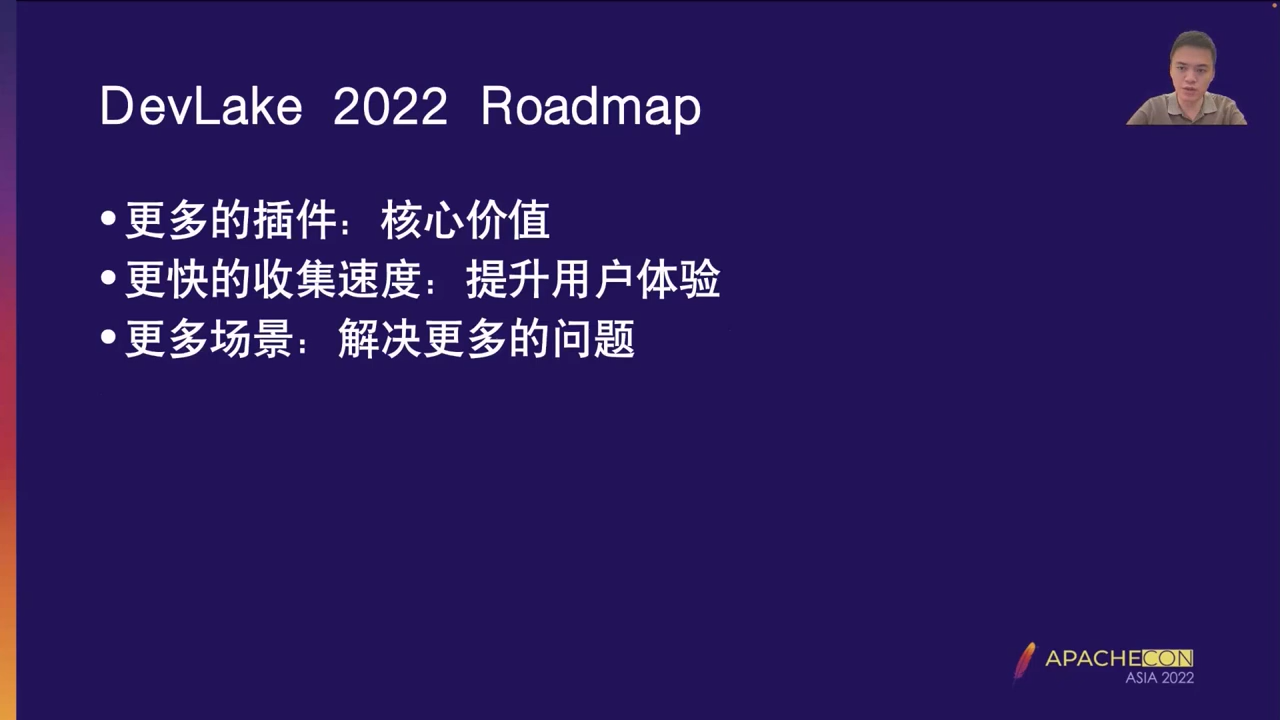 DevLake 2022 Roadmap
•更多的插件：核心价值
•更快的收集速度：提升用户体验
•更多场景：解决更多的问题
APACHECON
ASIA 2022